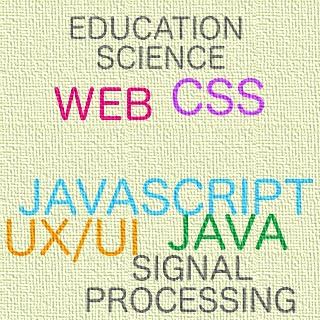 EDUCATION
SCIENCE
WEB
CSS
JAVASCRIPT
UX/UI
JAVA
SIGNAL
PROCESSING